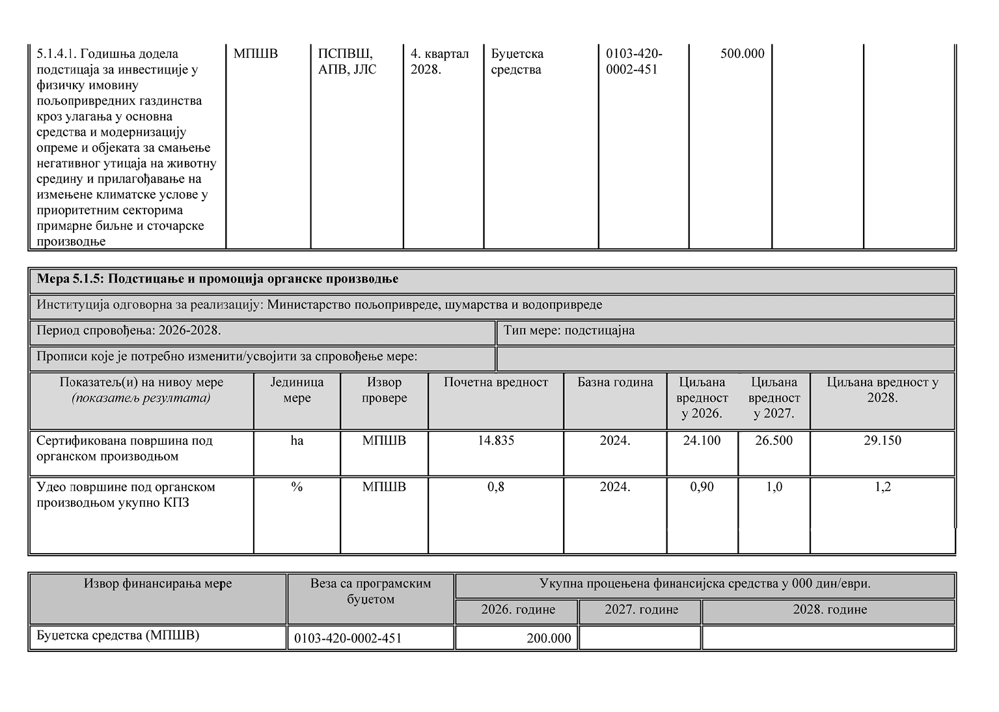 5.1.4.1. Годишња додела
подстицаја за инвестиције у
физичку имовину
пољопривредних газдинства
кроз улагања у основна
средства и модернизацију
опреме и објеката за смањење
негативног утицаја на животну
средину и прилагођавање на
измењене климатске услове у
приоритетним секторима
примарне биљне и сточарске
производње
МПШВ
ПСПВШ,
АПВ, ЈЛС
4. квартал
2028.
Буџетска
средства
0103-420-
0002-451
500.000
Мера 5.1.5: Подстицање и промоција органске производње
Институција одговорна за реализацију: Министарство пољопривреде, шумарства и водопривреде
Период спровођења: 2026-2028.
Тип мере: подстицајна
Прописи које је потребно изменити/усвојити за спровођење мере:
Показатељ(и) на нивоу мере
(показатељ резултата)
Јединица
мере
Извор
провере
Почетна вредност
Базна година
Циљана
вредност
у 2026.
Циљана
вредност
у 2027.
Циљана вредност у
2028.
Сертификована површина под
органском производњом
ha
МПШВ
14.835
2024.
24.100
26.500
29.150
Удео површине под органском
производњом укупно КПЗ
%
МПШВ
0,8
2024.
0,90
1,0
1,2
Извор финансирања мере
Веза са програмским
буџетом
Укупна процењена финансијска средства у 000 дин/еври.
2026. године
2027. године
2028. године
Буџетска средства (МПШВ)
0103-420-0002-451
200.000